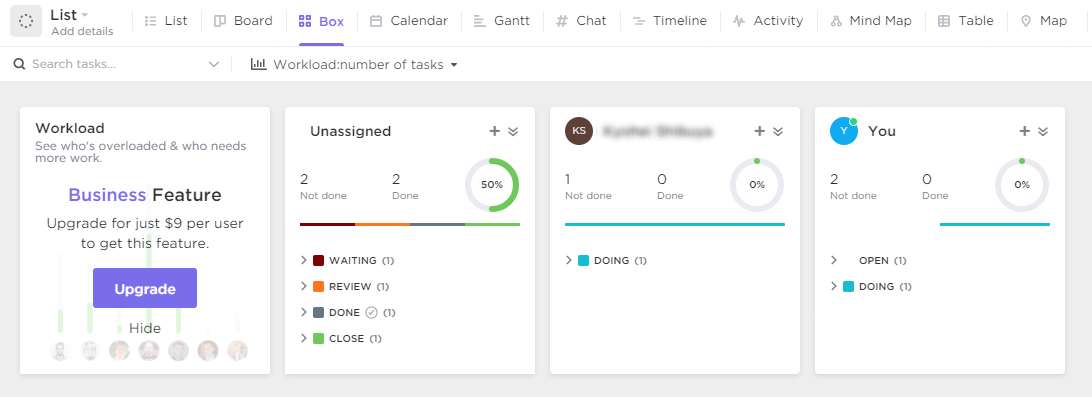 List
Add details
List
Board
Box
Calendar
Gantt
Chat
Timeline
Activity
Mind Map
Table
Map
Search tasks...
Workload:number of tasks
Workload
See who's overloaded & who needs
more work.
Business Feature
Upgrade for just $9 per user
to get this feature.
Upgrade
Hide
Unassigned
2
Not done
2
Done
50%
WAITING (1)
REVIEW (1)
DONE (1)
CLOSE (1)
KS
1
Not done
0
Done
0%
DOING (1)
Y
You
2
Not done
0
Done
0%
OPEN (1)
DOING (1)